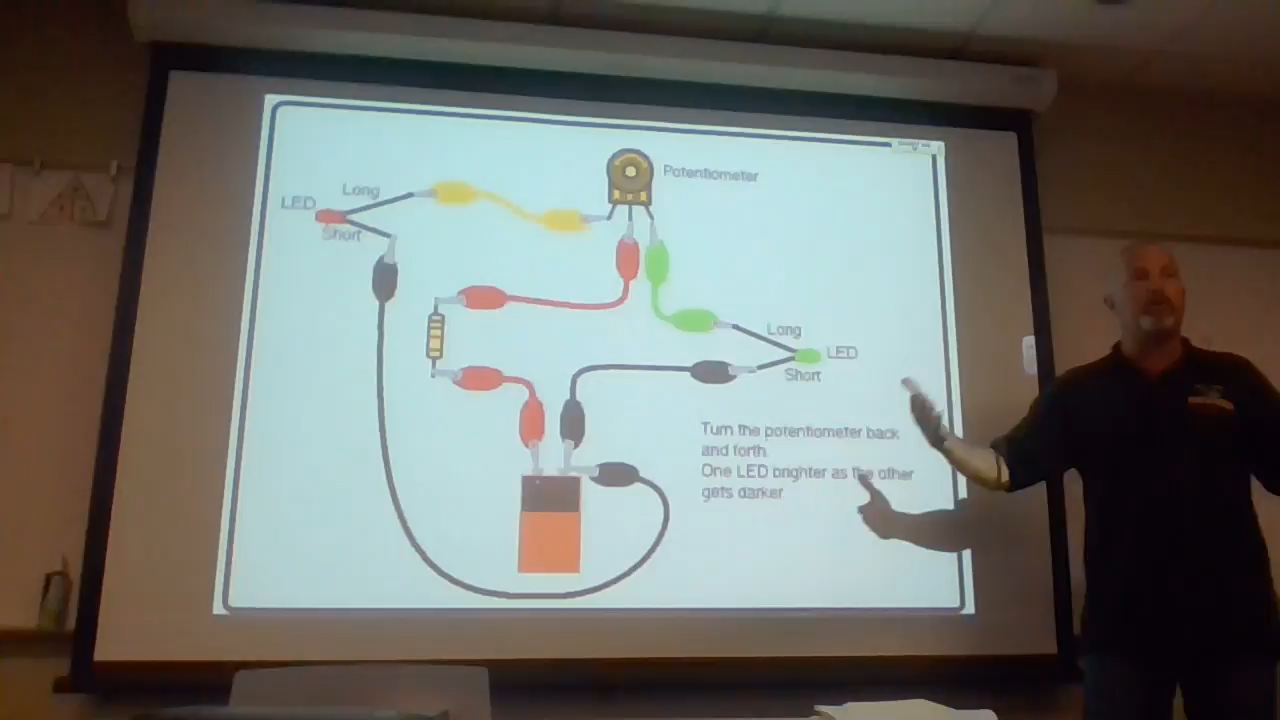 Potentiometer
Long
LED
Short
Long
LED
Short
Turn the potentiometer back
and forth.
One LED brighter as the other
gets darker